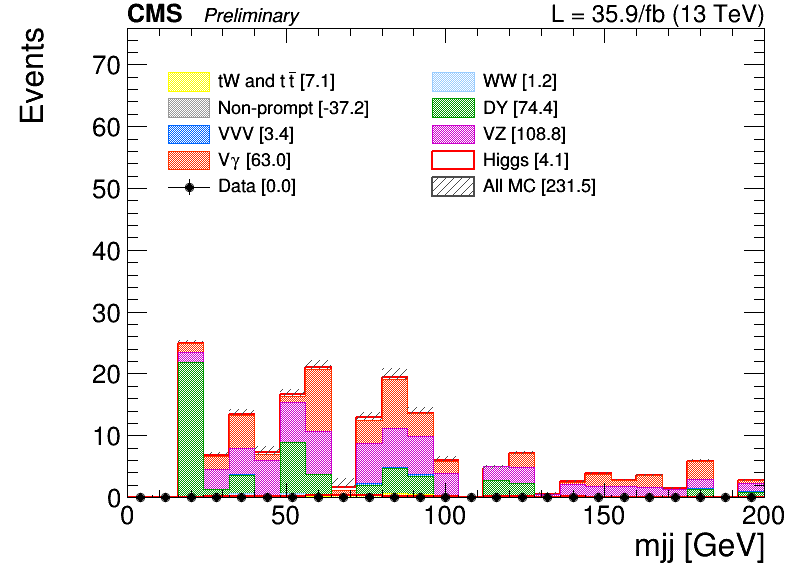 CMS Preliminary L = 35.9/fb (13 TeV)
Events
tW and tt̄ [7.1] WW [1.2]
Non-prompt [-37.2] DY [74.4]
VVV [3.4] VZ [108.8]
Vγ [63.0] Higgs [4.1]
Data [0.0] All MC [231.5]
70
60
50
40
30
20
10
0
0 50 100 150 200
mjj [GeV]